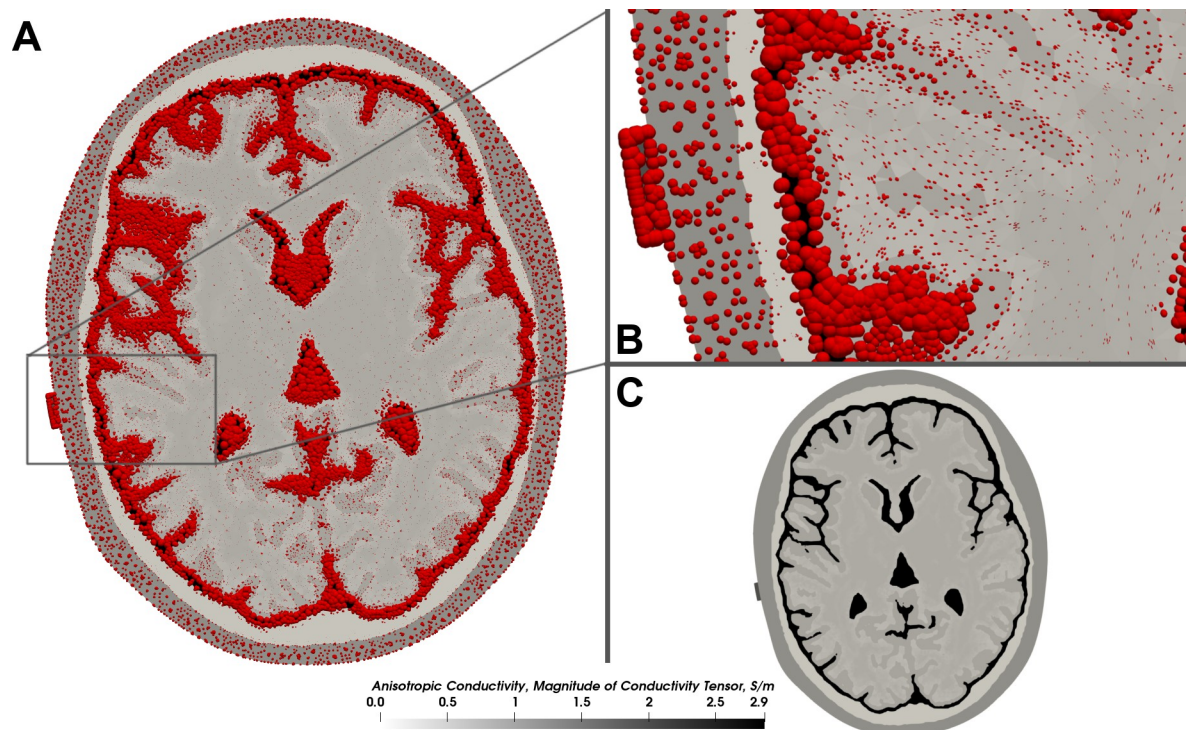 A
B
C
Anisotropic Conductivity, Magnitude of Conductivity Tensor, S/m
0.0 0.5 1 1.5 2 2.5 2.9